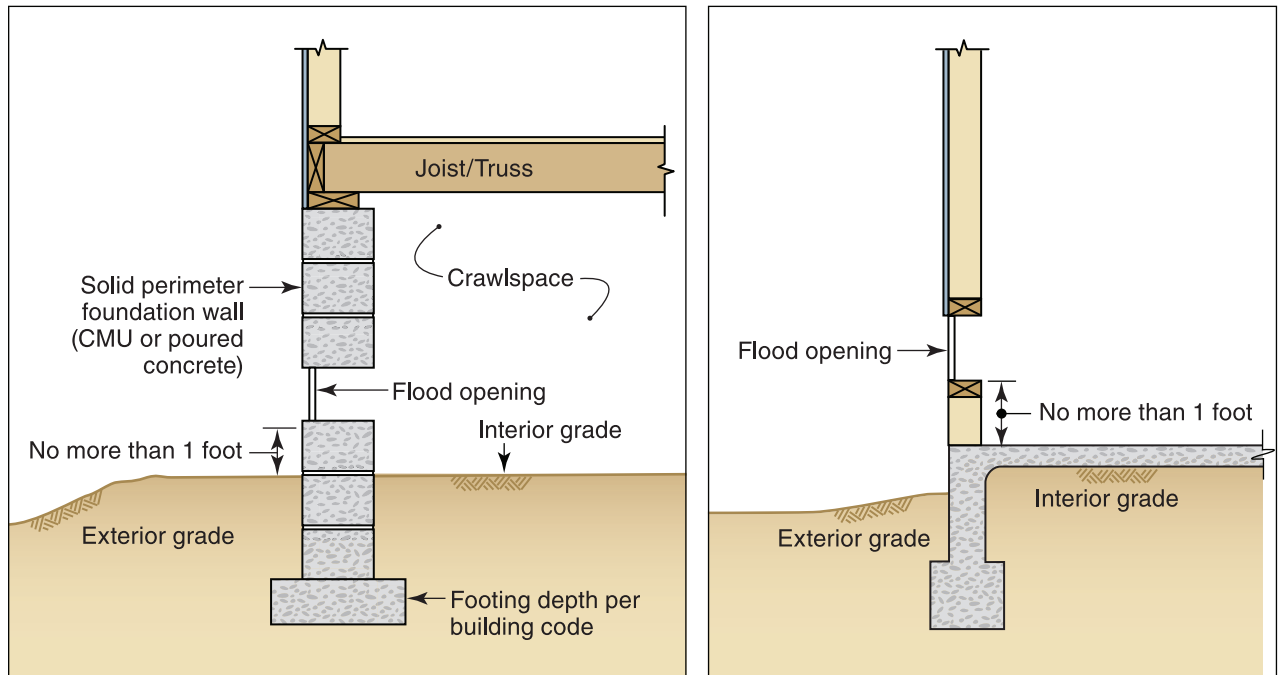 Joist/Truss
Crawlspace
Solid perimeter
foundation wall
(CMU or poured
concrete)
Flood opening
No more than 1 foot
Interior grade
Exterior grade
Footing depth per
building code
Flood opening
No more than 1 foot
Interior grade
Exterior grade